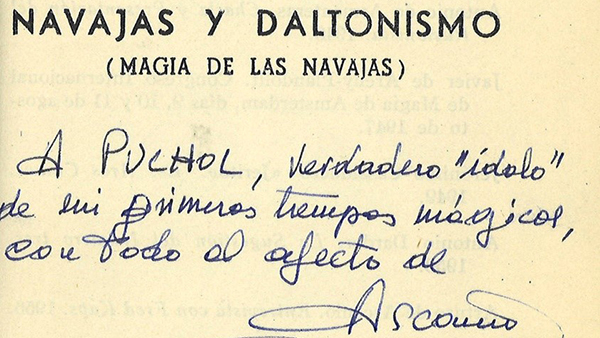 NAVAJAS Y DALTONISMO
(MAGIA DE LAS NAVAJAS)
A PUCHOL, verdadero "ídolo"
de mi primeros tiempos mágicos,
con todo el afecto de
Ascanio